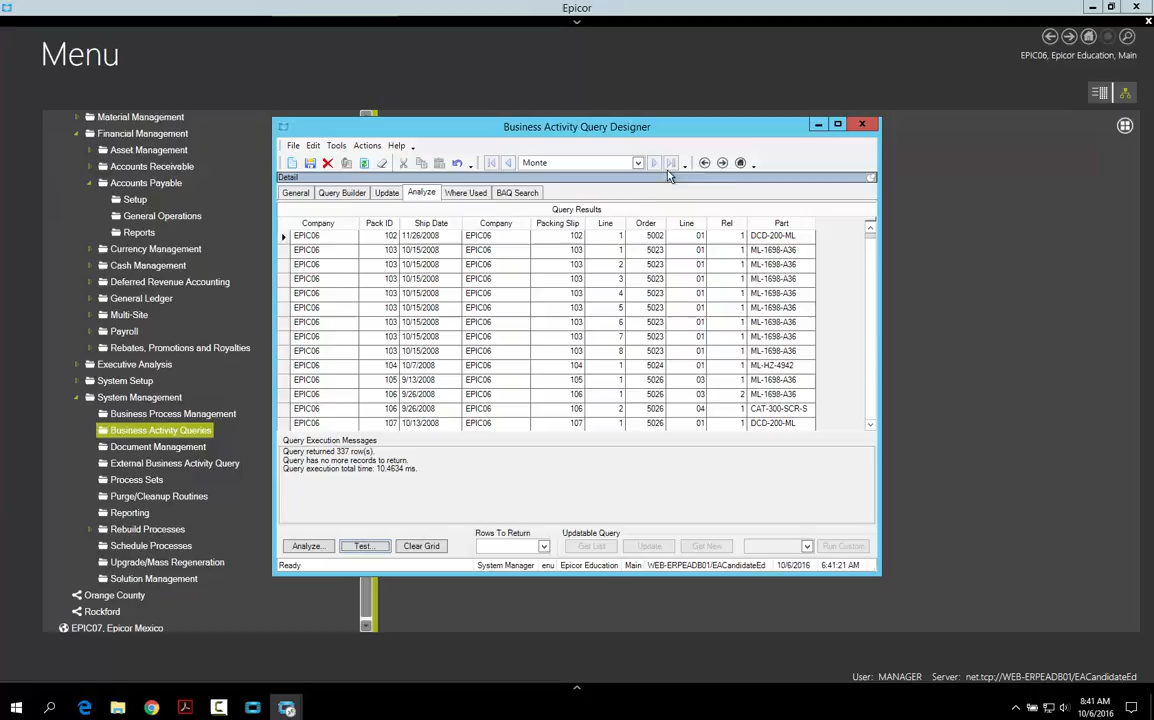 Epicor
Menu
EPIC06, Epicor Education, Main
Material Management
Financial Management
Asset Management
Accounts Receivable
Accounts Payable
Setup
General Operations
Reports
Currency Management
Cash Management
Deferred Revenue Accounting
General Ledger
Multi-Site
Payroll
Rebates, Promotions and Royalties
Executive Analysis
System Setup
System Management
Business Process Management
Business Activity Queries
Document Management
External Business Activity Query
Process Sets
Purge/Cleanup Routines
Reporting
Rebuild Processes
Schedule Processes
Upgrade/Mass Regeneration
Solution Management
Orange County
Rockford
EPIC07, Epicor Mexico
Business Activity Query Designer
File Edit Tools Actions Help
Monte
Detail
General Query Builder Update Analyze Where Used BAQ Search
Query Results
Company Pack ID Ship Date Company Packing Slip Line Order Line Rel Part
EPIC06 102 11/26/2008 EPIC06 102 1 5002 01 1 DCD-200-ML
EPIC06 103 10/15/2008 EPIC06 103 1 5023 01 1 ML-1698-A36
EPIC06 103 10/15/2008 EPIC06 103 2 5023 01 1 ML-1698-A36
EPIC06 103 10/15/2008 EPIC06 103 3 5023 01 1 ML-1698-A36
EPIC06 103 10/15/2008 EPIC06 103 4 5023 01 1 ML-1698-A36
EPIC06 103 10/15/2008 EPIC06 103 5 5023 01 1 ML-1698-A36
EPIC06 103 10/15/2008 EPIC06 103 6 5023 01 1 ML-1698-A36
EPIC06 103 10/15/2008 EPIC06 103 7 5023 01 1 ML-1698-A36
EPIC06 103 10/15/2008 EPIC06 103 8 5023 01 1 ML-1698-A36
EPIC06 104 10/7/2008 EPIC06 104 1 5024 01 1 ML-HZ-4942
EPIC06 105 9/13/2008 EPIC06 105 1 5026 03 1 ML-1698-A36
EPIC06 106 9/26/2008 EPIC06 106 1 5026 03 2 ML-1698-A36
EPIC06 106 9/26/2008 EPIC06 106 2 5026 04 1 CAT-300-SCR-S
EPIC06 107 10/13/2008 EPIC06 107 1 5026 01 1 DCD-200-ML
Query Execution Messages
Query returned 337 row(s).
Query has no more records to return.
Query execution total time: 10.4634 ms.
Rows To Return Updatable Query
Analyze... Test... Clear Grid Get List Update Get New Run Custom
Ready System Manager enu Epicor Education Main WEB-ERPEADB01/EACandidateEd 10/6/2016 6:41:21 AM
User: MANAGER Server: net.tcp://WEB-ERPEADB01/EACandidateEd
8:41 AM
10/6/2016